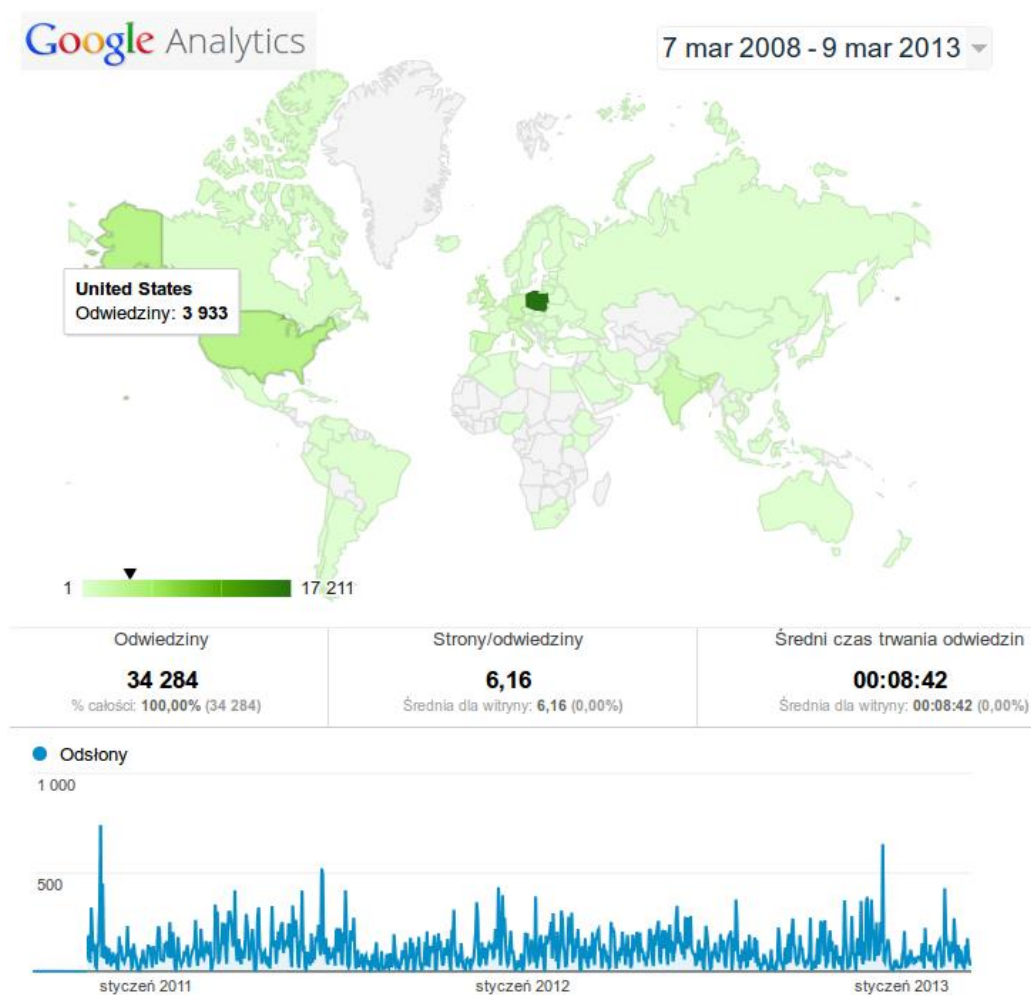 Google Analytics
7 mar 2008 - 9 mar 2013
United States
Odwiedziny: 3 933
1
17 211
Odwiedziny
34 284
% całości: 100,00% (34 284)
Strony/odwiedziny
6,16
Średnia dla witryny: 6,16 (0,00%)
Średni czas trwania odwiedzin
00:08:42
Średnia dla witryny: 00:08:42 (0,00%)
Odsłony
1 000
500
styczeń 2011
styczeń 2012
styczeń 2013